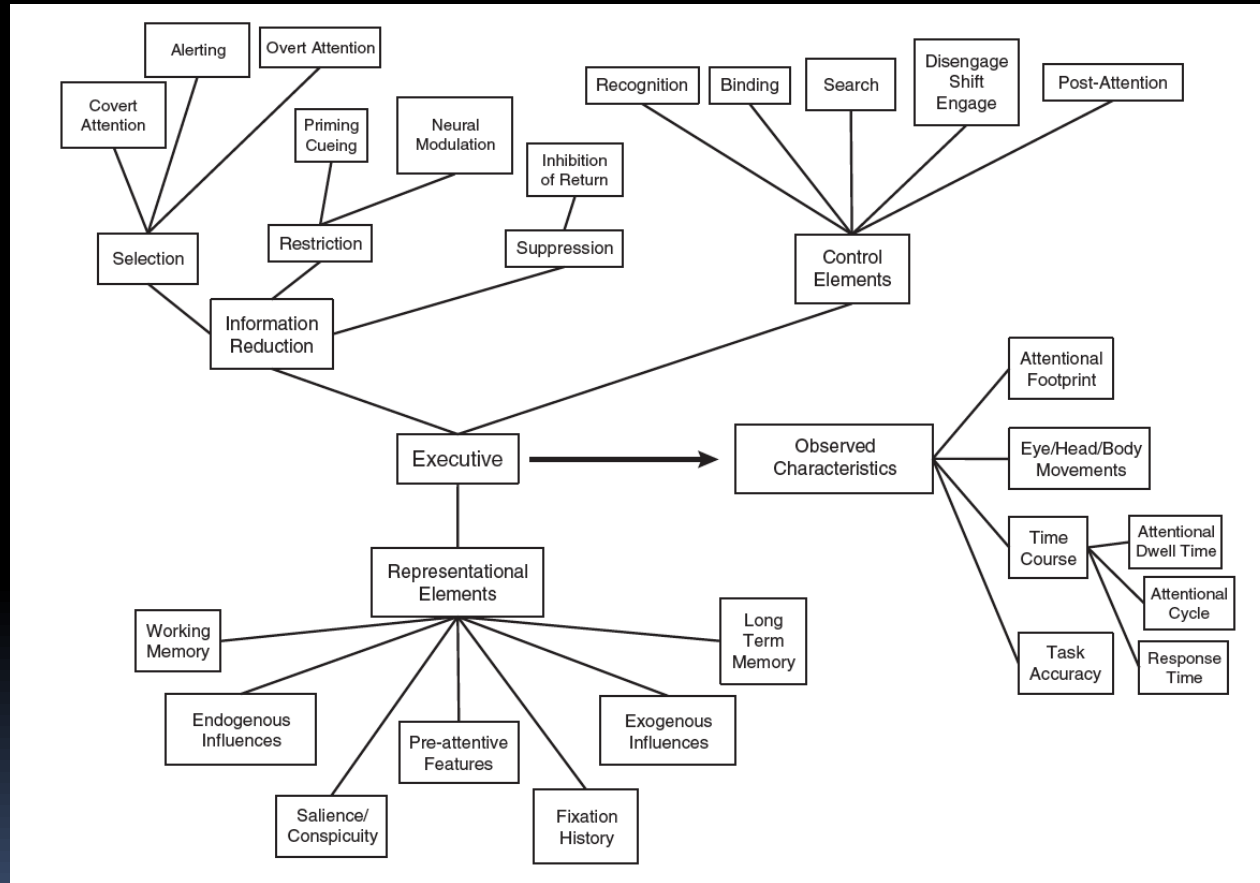 Alerting
Overt Attention
Covert
Attention
Priming
Cueing
Neural
Modulation
Inhibition
of Return
Selection
Restriction
Suppression
Information
Reduction
Recognition
Binding
Search
Disengage
Shift
Engage
Post-Attention
Control
Elements
Executive
Observed
Characteristics
Attentional
Footprint
Eye/Head/Body
Movements
Time
Course
Attentional
Dwell Time
Attentional
Cycle
Response
Time
Task
Accuracy
Representational
Elements
Working
Memory
Long
Term
Memory
Endogenous
Influences
Pre-attentive
Features
Exogenous
Influences
Salience/
Conspicuity
Fixation
History